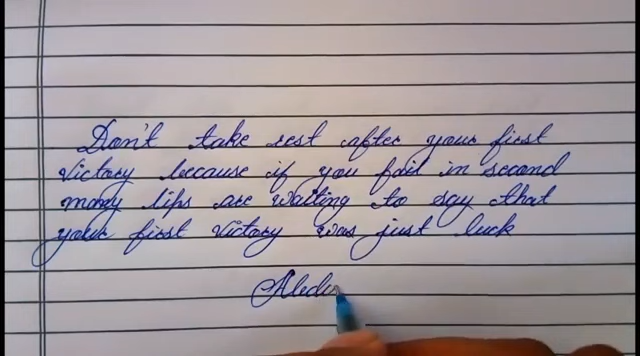 Don't take rest after your first
victory because if you fail in second
many lips are waiting to say that
your first victory was just luck